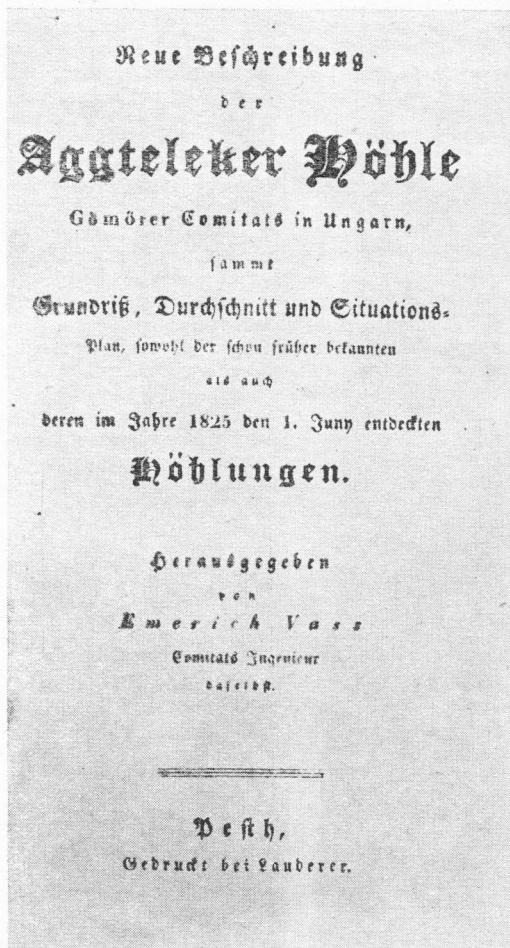 Neue Beschreibung
der
Aggteleker Höhle
Gömörer Comitats in Ungarn,
sammt
Grundriß, Durchschnitt und Situations-
Plan, sowohl der schon früher bekannten
als auch
deren im Jahre 1825 den 1. Juny entdeckten
Höhlungen.
Herausgegeben
von
Emerich Vass
Comitats Ingenieur
daselbst.
Pesth,
Gedruckt bei Landerer.